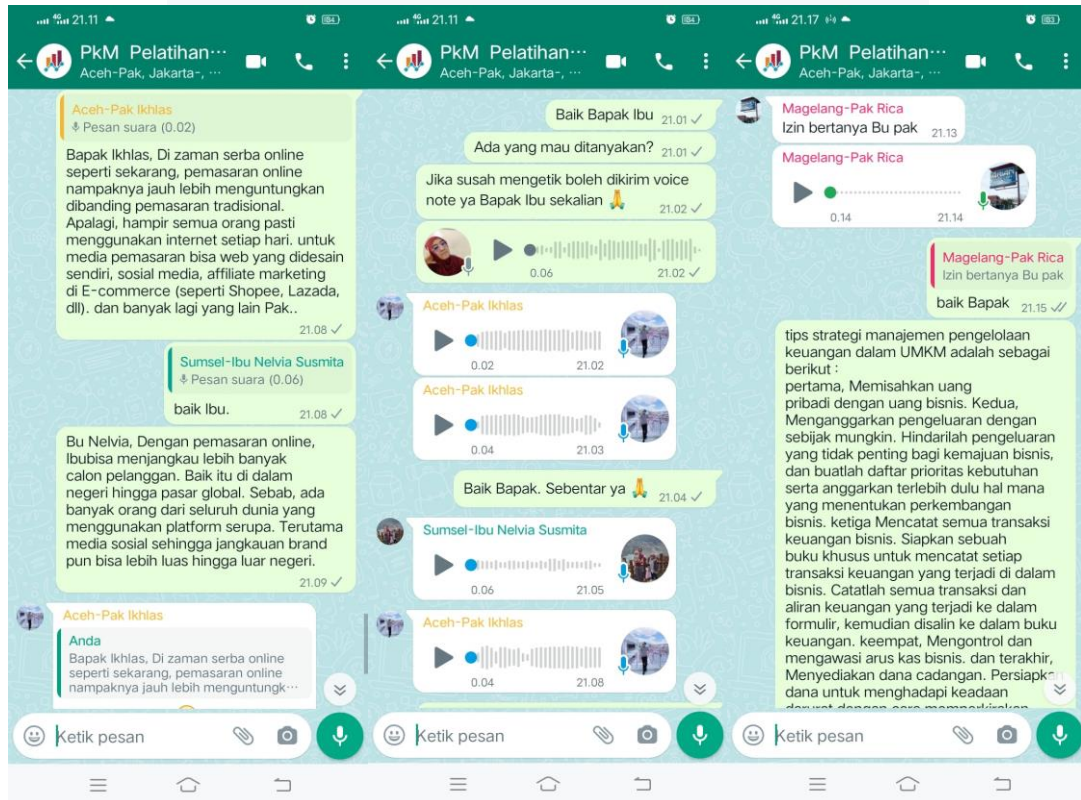 21.11
PkM Pelatihan...
Aceh-Pak, Jakarta-, ...
Aceh-Pak Ikhlas
Pesan suara (0.02)
Bapak Ikhlas, Di zaman serba online
seperti sekarang, pemasaran online
nampaknya jauh lebih menguntungkan
dibanding pemasaran tradisional.
Apalagi, hampir semua orang pasti
menggunakan internet setiap hari. untuk
media pemasaran bisa web yang didesain
sendiri, sosial media, affiliate marketing
di E-commerce (seperti Shopee, Lazada,
dll). dan banyak lagi yang lain Pak..
21.08
Sumsel-Ibu Nelvia Susmita
Pesan suara (0.06)
baik Ibu.
21.08
Bu Nelvia, Dengan pemasaran online,
Ibubisa menjangkau lebih banyak
calon pelanggan. Baik itu di dalam
negeri hingga pasar global. Sebab, ada
banyak orang dari seluruh dunia yang
menggunakan platform serupa. Terutama
media sosial sehingga jangkauan brand
pun bisa lebih luas hingga luar negeri.
21.09
Aceh-Pak Ikhlas
Anda
Bapak Ikhlas, Di zaman serba online
seperti sekarang, pemasaran online
nampaknya jauh lebih menguntungk...
Ketik pesan
21.11
PkM Pelatihan...
Aceh-Pak, Jakarta-, ...
Baik Bapak Ibu 21.01
Ada yang mau ditanyakan? 21.01
Jika susah mengetik boleh dikirim voice
note ya Bapak Ibu sekalian 🙏 21.02
0.06 21.02
Aceh-Pak Ikhlas
0.02 21.02
Aceh-Pak Ikhlas
0.04 21.03
Baik Bapak. Sebentar ya 🙏 21.04
Sumsel-Ibu Nelvia Susmita
0.06 21.05
Aceh-Pak Ikhlas
0.04 21.08
Ketik pesan
21.17
PkM Pelatihan...
Aceh-Pak, Jakarta-, ...
Magelang-Pak Rica
Izin bertanya Bu pak 21.13
Magelang-Pak Rica
0.14 21.14
Magelang-Pak Rica
Izin bertanya Bu pak
baik Bapak 21.15
tips strategi manajemen pengelolaan
keuangan dalam UMKM adalah sebagai
berikut :
pertama, Memisahkan uang
pribadi dengan uang bisnis. Kedua,
Menganggarkan pengeluaran dengan
sebijak mungkin. Hindarilah pengeluaran
yang tidak penting bagi kemajuan bisnis,
dan buatlah daftar prioritas kebutuhan
serta anggarkan terlebih dulu hal mana
yang menentukan perkembangan
bisnis. ketiga Mencatat semua transaksi
keuangan bisnis. Siapkan sebuah
buku khusus untuk mencatat setiap
transaksi keuangan yang terjadi di dalam
bisnis. Catatlah semua transaksi dan
aliran keuangan yang terjadi ke dalam
formulir, kemudian disalin ke dalam buku
keuangan. keempat, Mengontrol dan
mengawasi arus kas bisnis. dan terakhir,
Menyediakan dana cadangan. Persiapkan
dana untuk menghadapi keadaan
Ketik pesan